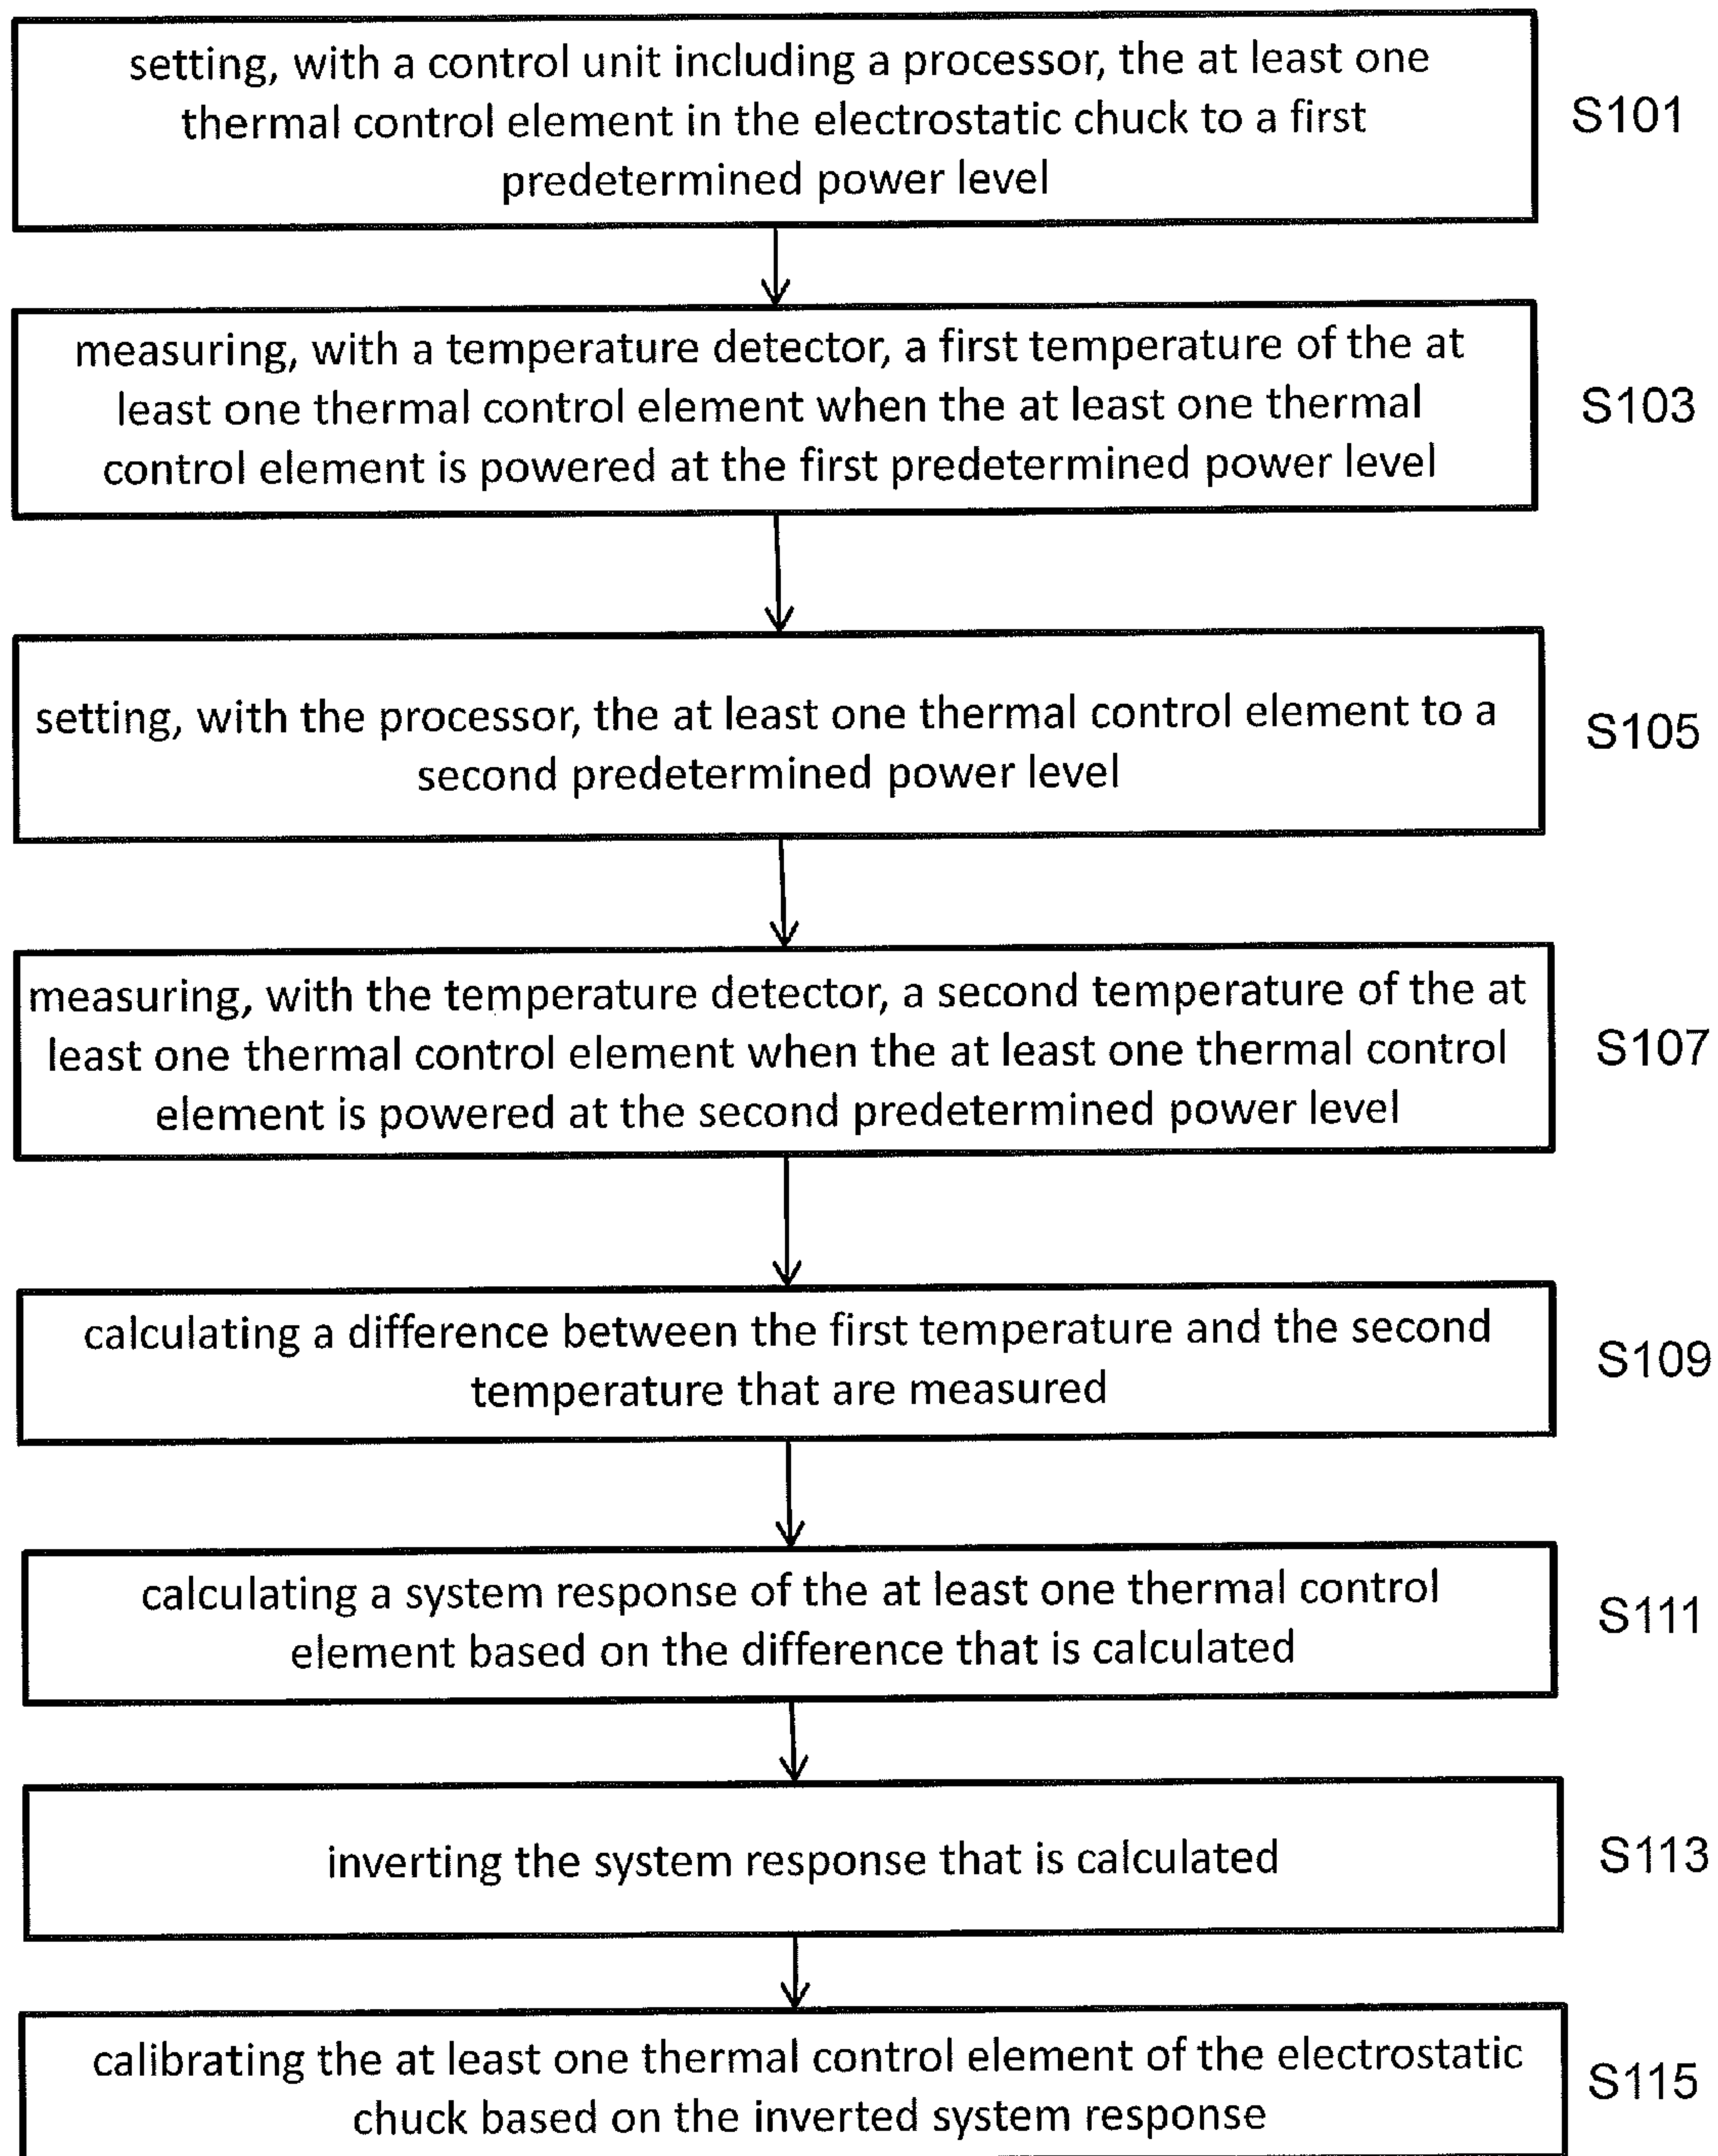 setting, with a control unit including a processor, the at least one
thermal control element in the electrostatic chuck to a first
predetermined power level
S101
measuring, with a temperature detector, a first temperature of the at
least one thermal control element when the at least one thermal
control element is powered at the first predetermined power level
S103
setting, with the processor, the at least one thermal control element to a
second predetermined power level
S105
measuring, with the temperature detector, a second temperature of the at
least one thermal control element when the at least one thermal control
element is powered at the second predetermined power level
S107
calculating a difference between the first temperature and the second
temperature that are measured
S109
calculating a system response of the at least one thermal control
element based on the difference that is calculated
S111
inverting the system response that is calculated
S113
calibrating the at least one thermal control element of the electrostatic
chuck based on the inverted system response
S115